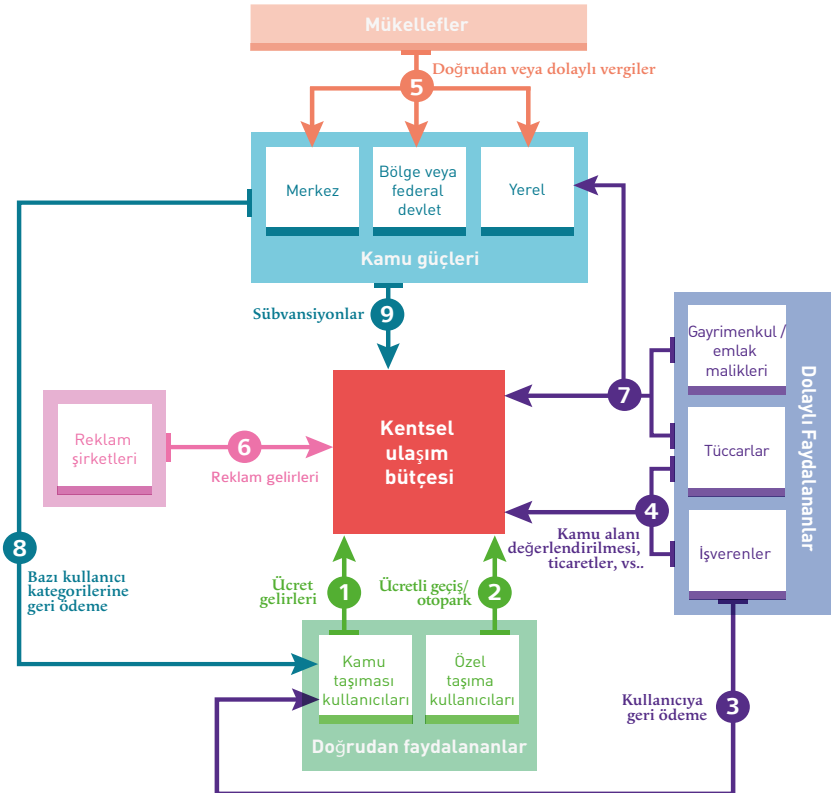 Mükellefler
Doğrudan veya dolaylı vergiler
5
Merkez
Bölge veya
federal
devlet
Yerel
Kamu güçleri
Sübvansiyonlar
9
Gayrimenkul /
emlak
malikleri
Tüccarlar
İşverenler
Dolaylı Faydalananlar
7
Reklam
şirketleri
6
Reklam gelirleri
Kentsel
ulaşım
bütçesi
4
Kamu alanı
değerlendirilmesi,
ticaretler, vs..
8
Bazı kullanıcı
kategorilerine
geri ödeme
Ücret
gelirleri
1
Ücretli geçiş/
otopark
2
Kamu
taşıması
kullanıcıları
Özel
taşıma
kullanıcıları
Doğrudan faydalananlar
Kullanıcıya
geri ödeme
3